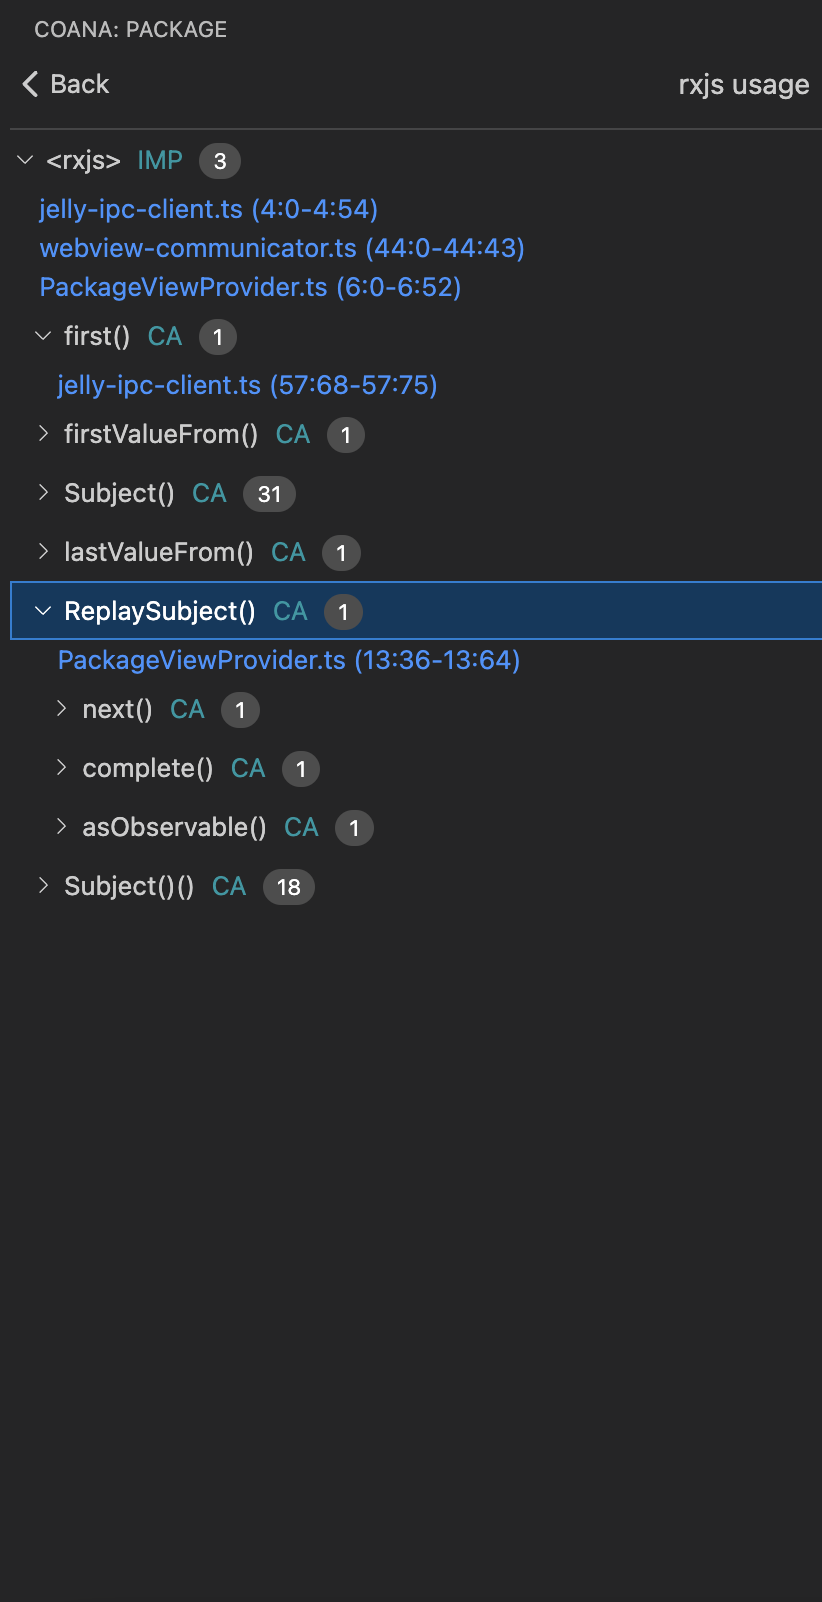 COANA: PACKAGE
Back
rxjs usage
<rxjs> IMP 3
jelly-ipc-client.ts (4:0-4:54)
webview-communicator.ts (44:0-44:43)
PackageViewProvider.ts (6:0-6:52)
first() CA 1
jelly-ipc-client.ts (57:68-57:75)
firstValueFrom() CA 1
Subject() CA 31
lastValueFrom() CA 1
ReplaySubject() CA 1
PackageViewProvider.ts (13:36-13:64)
next() CA 1
complete() CA 1
asObservable() CA 1
Subject()() CA 18